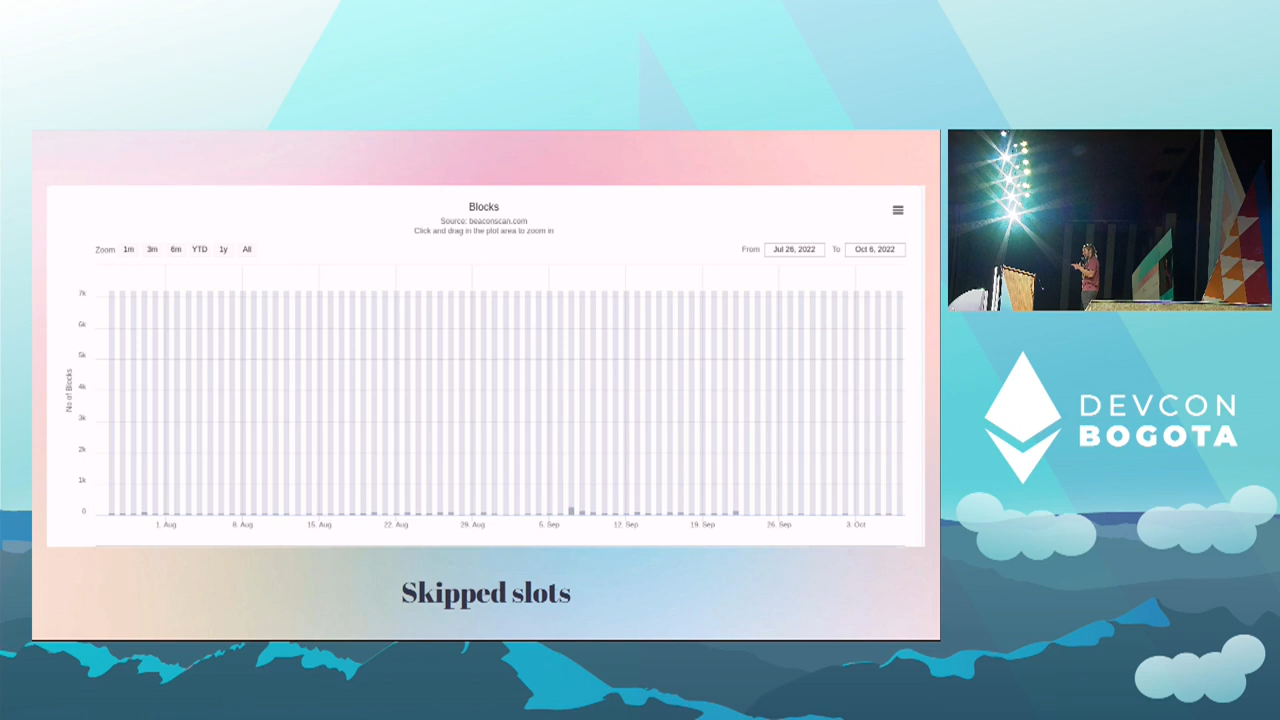 Blocks
Source: beaconscan.com
Click and drag in the plot area to zoom in
Zoom 1m 3m 6m YTD 1y All
From Jul 26, 2022 To Oct 6, 2022
No of Blocks
7k
6k
5k
4k
3k
2k
1k
0
1. Aug 8. Aug 15. Aug 22. Aug 29. Aug 5. Sep 12. Sep 19. Sep 26. Sep 3. Oct
Skipped slots
DEVCON
BOGOTA